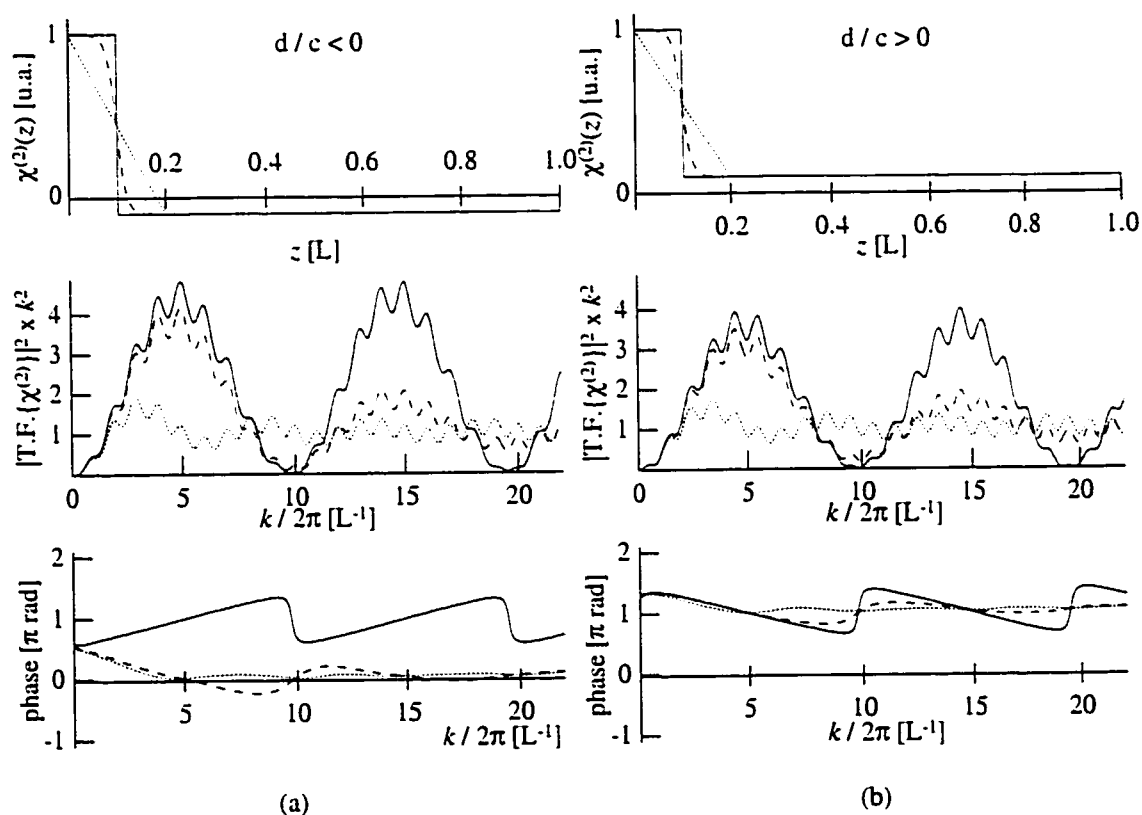 1
d / c < 0
χ⁽²⁾(z) [u.a.]
0.2 0.4 0.6 0.8 1.0
0
z [L]
1
d / c > 0
χ⁽²⁾(z) [u.a.]
0
0.2 0.4 0.6 0.8 1.0
z [L]
|T.F.{χ⁽²⁾}|² x k²
4
3
2
1
0 5 10 15 20
k / 2π [L⁻¹]
|T.F.{χ⁽²⁾}|² x k²
4
3
2
1
0 5 10 15 20
k / 2π [L⁻¹]
phase [π rad]
2
1
0
-1
5 10 15 20
k / 2π [L⁻¹]
phase [π rad]
2
1
0
-1
5 10 15 20
k / 2π [L⁻¹]
(a)
(b)